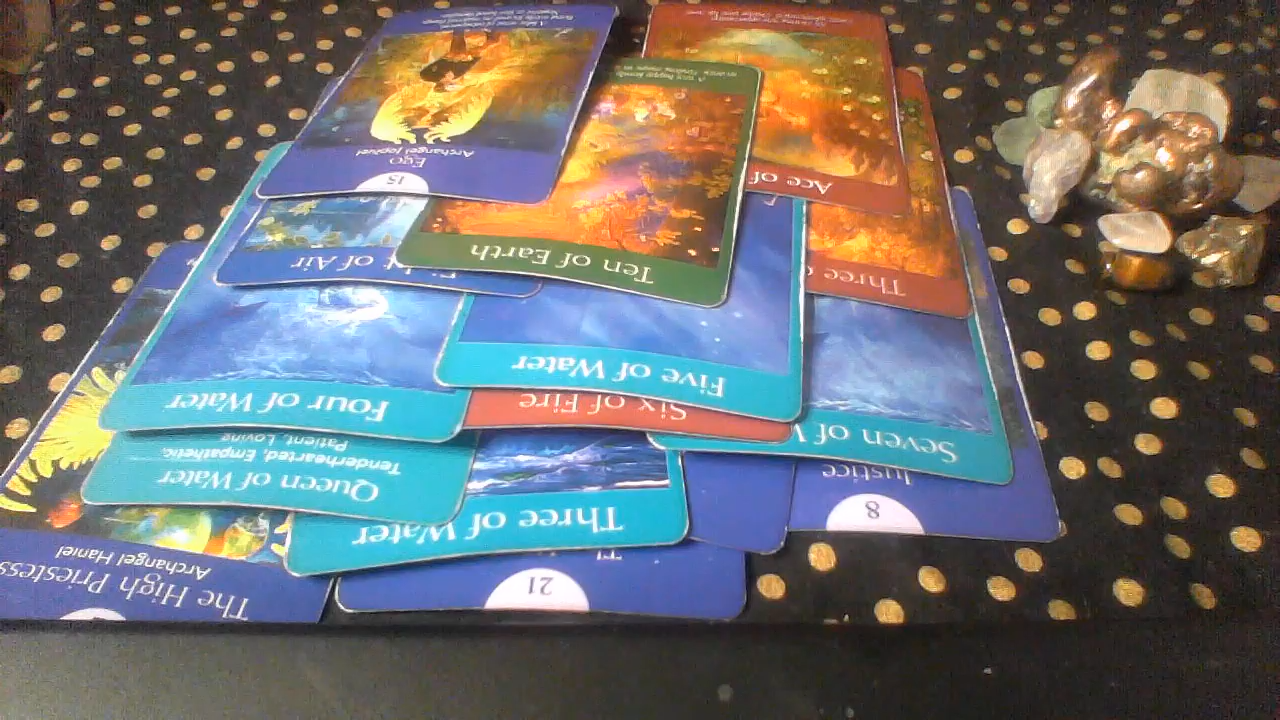 15
Ego
Archangel Jophiel
Ace of
Ten of Earth
Three
of Air
Five of Water
Four of Water
Six of Fire
Seven of W
Queen of Water
Tenderhearted, Empathetic,
Patient, Loving
Three of Water
Justice
8
21
The High Priestess
Archangel Haniel